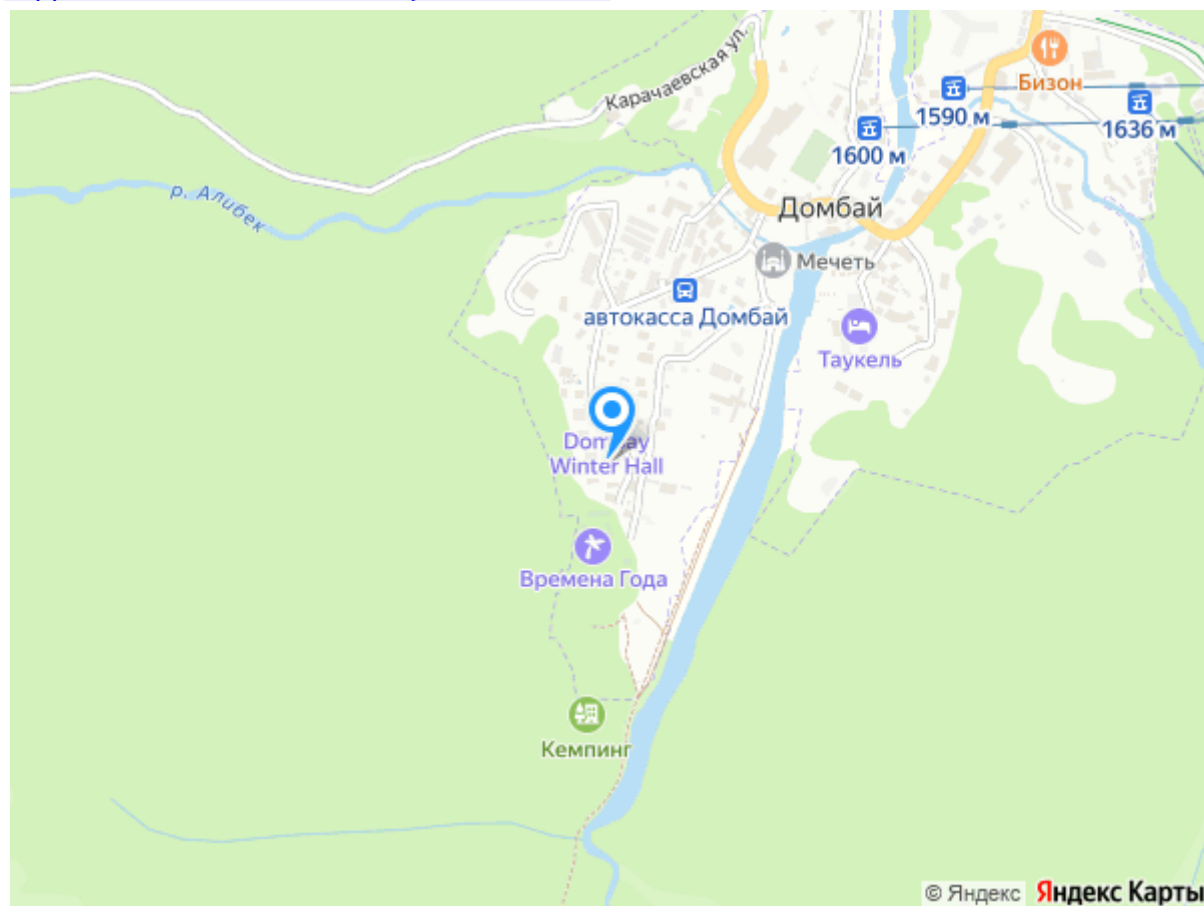 Карачаевская ул.
Бизон
1590 м
1636 м
1600 м
р. Алибек
Домбай
Мечеть
автокасса Домбай
Таукель
Dombay
Winter Hall
Времена Года
Кемпинг
© Яндекс Яндекс Карты